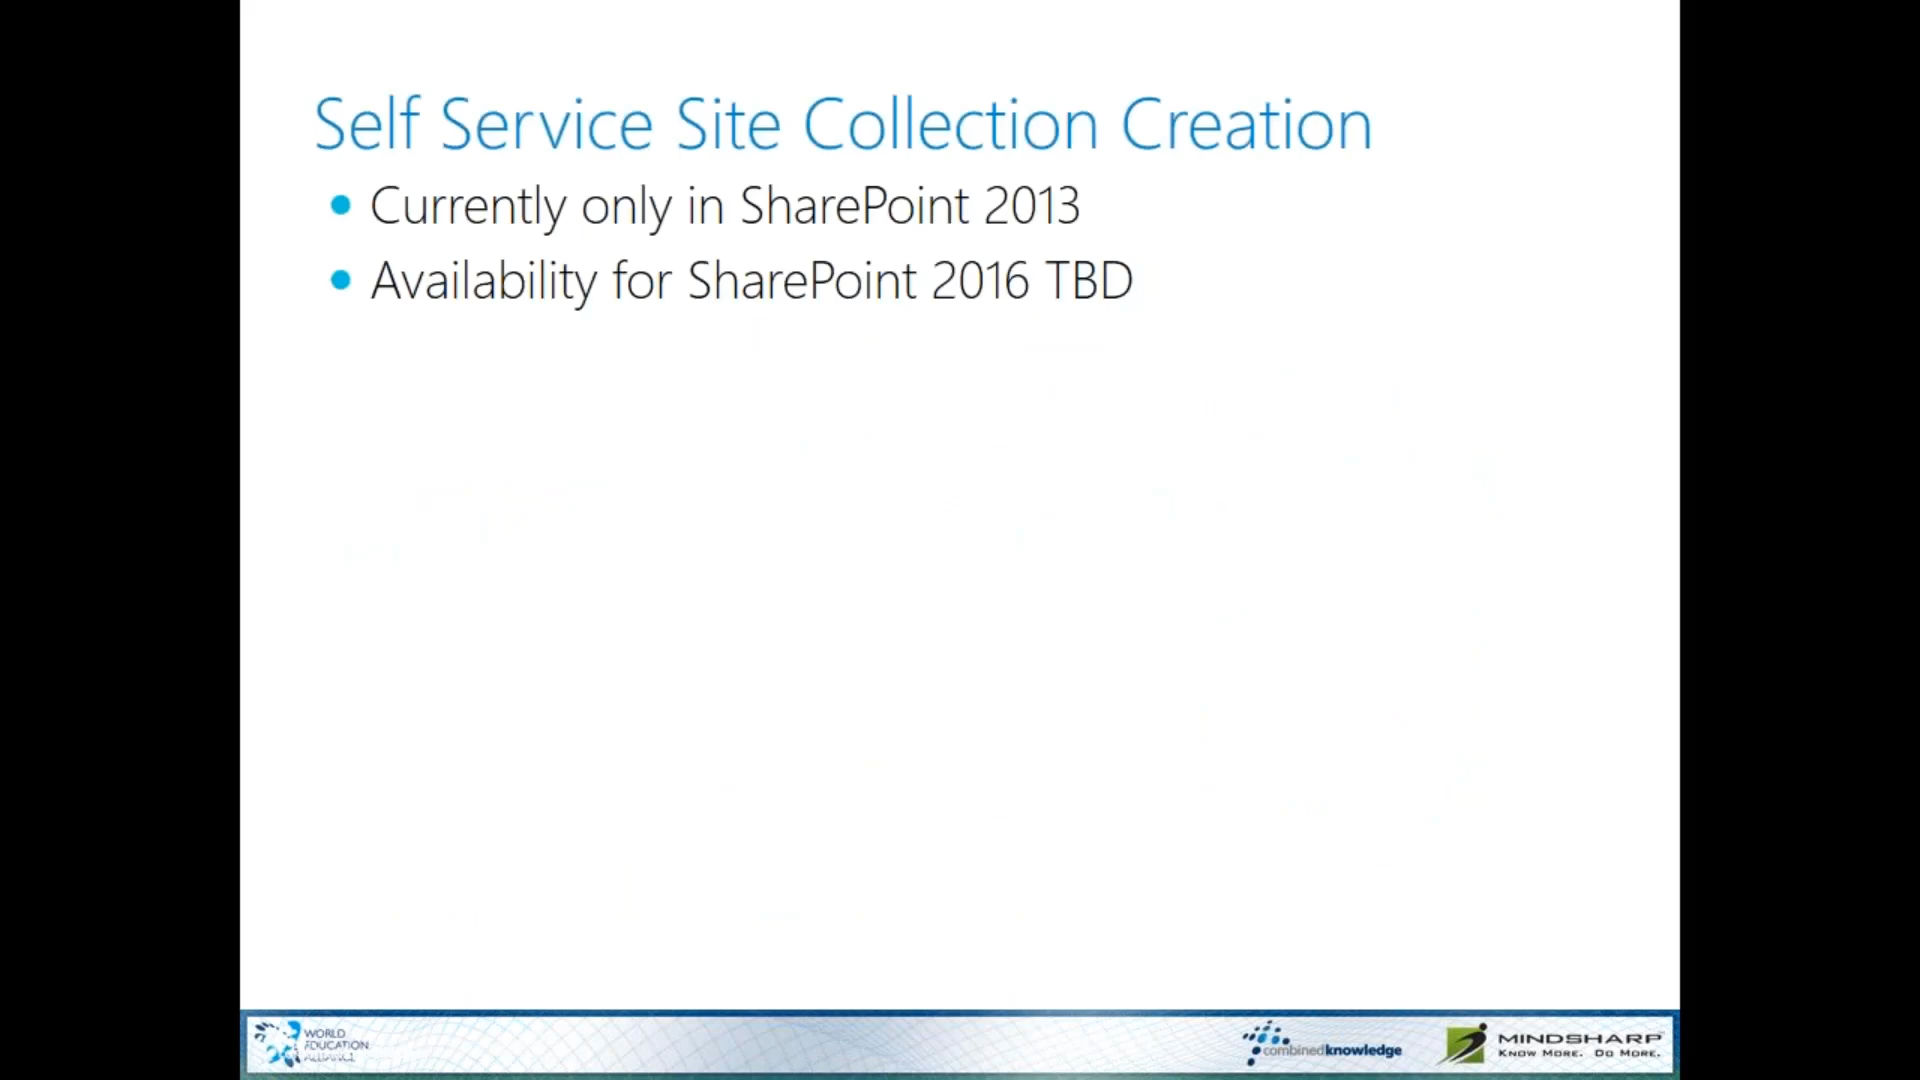 Self Service Site Collection Creation
Currently only in SharePoint 2013
Availability for SharePoint 2016 TBD
WORLD
EDUCATION
ALLIANCE
combinedknowledge
MINDSHARP
KNOW MORE. DO MORE.